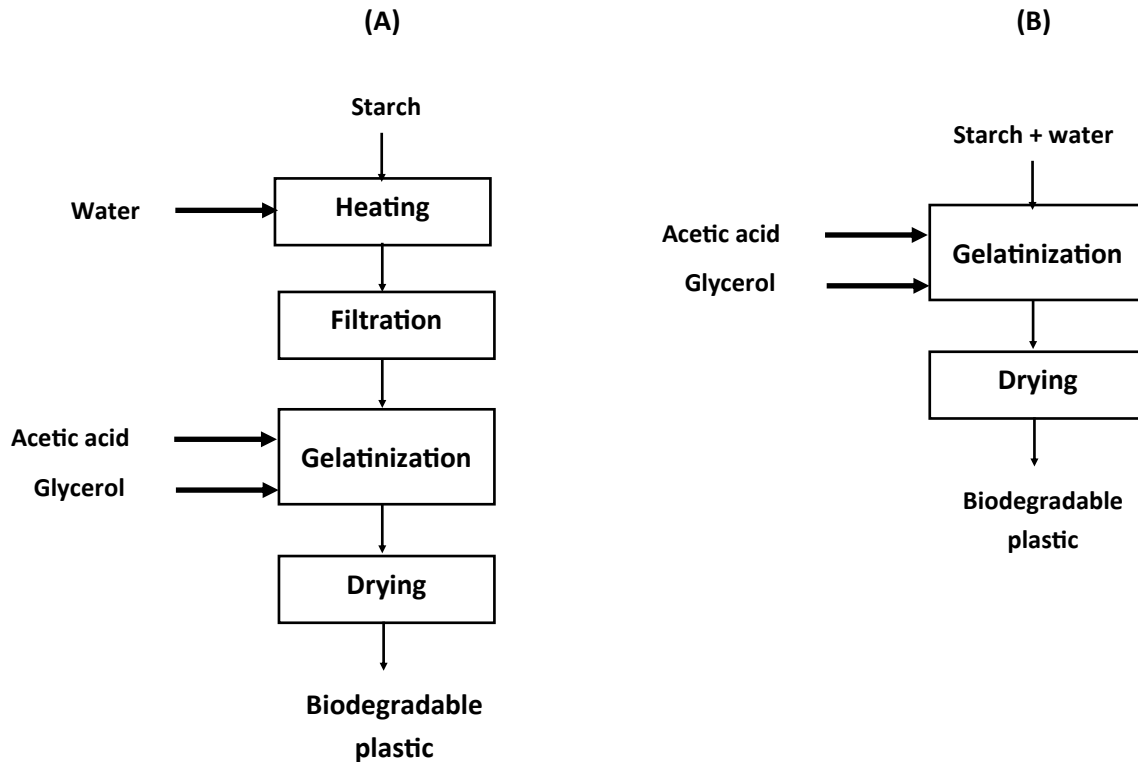 (A)
Starch
Water
Heating
Filtration
Acetic acid
Glycerol
Gelatinization
Drying
Biodegradable
plastic
(B)
Starch + water
Acetic acid
Glycerol
Gelatinization
Drying
Biodegradable
plastic